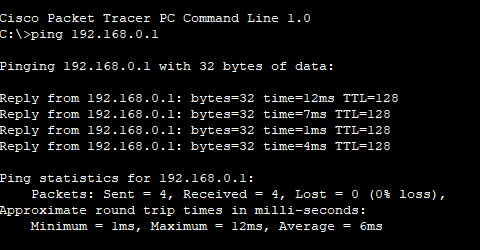 Cisco Packet Tracer PC Command Line 1.0
C:\>ping 192.168.0.1
Pinging 192.168.0.1 with 32 bytes of data:
Reply from 192.168.0.1: bytes=32 time=12ms TTL=128
Reply from 192.168.0.1: bytes=32 time=7ms TTL=128
Reply from 192.168.0.1: bytes=32 time=1ms TTL=128
Reply from 192.168.0.1: bytes=32 time=4ms TTL=128
Ping statistics for 192.168.0.1:
    Packets: Sent = 4, Received = 4, Lost = 0 (0% loss),
Approximate round trip times in milli-seconds:
    Minimum = 1ms, Maximum = 12ms, Average = 6ms